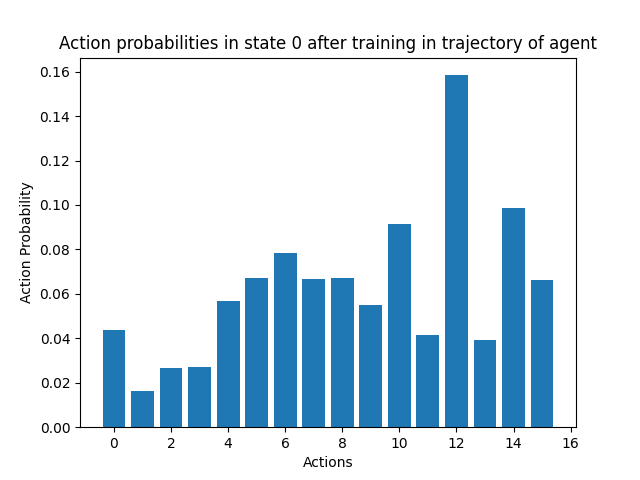 Action probabilities in state 0 after training in trajectory of agent
0.16
0.14
0.12
0.10
0.08
0.06
0.04
0.02
0.00
Action Probability
0 2 4 6 8 10 12 14 16
Actions